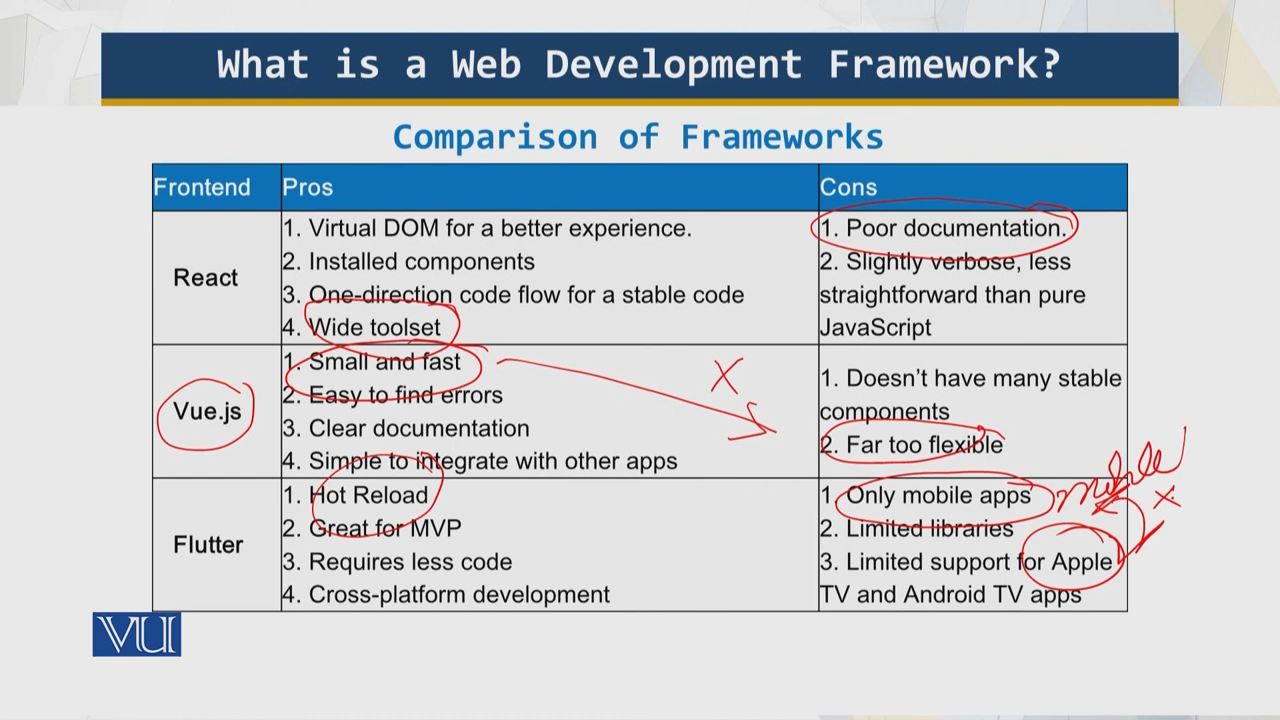 What is a Web Development Framework?
Comparison of Frameworks
Frontend Pros Cons
React
1. Virtual DOM for a better experience.
2. Installed components
3. One-direction code flow for a stable code
4. Wide toolset
1. Poor documentation.
2. Slightly verbose, less
straightforward than pure
JavaScript
Vue.js
1. Small and fast
2. Easy to find errors
3. Clear documentation
4. Simple to integrate with other apps
1. Doesn't have many stable
components
2. Far too flexible
Flutter
1. Hot Reload
2. Great for MVP
3. Requires less code
4. Cross-platform development
1. Only mobile apps
2. Limited libraries
3. Limited support for Apple
TV and Android TV apps
mobile
VU